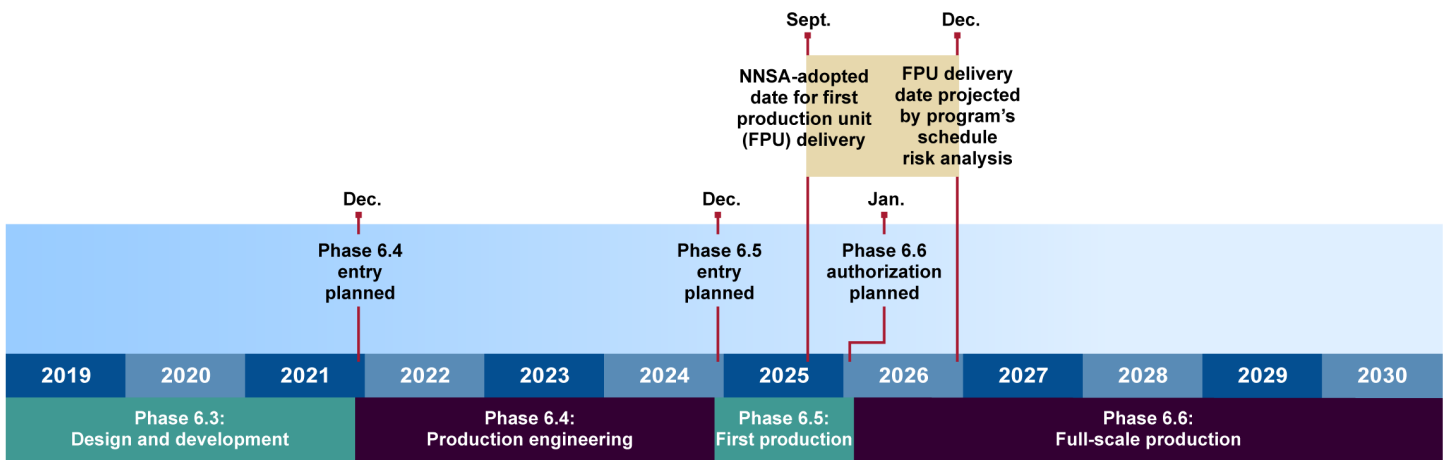 Sept.
Dec.
NNSA-adopted
date for first
production unit
(FPU) delivery
FPU delivery
date projected
by program’s
schedule
risk analysis
Dec.
Dec.
Jan.
Phase 6.4
entry
planned
Phase 6.5
entry
planned
Phase 6.6
authorization
planned
2019 2020 2021 2022 2023 2024 2025 2026 2027 2028 2029 2030
Phase 6.3:
Design and development
Phase 6.4:
Production engineering
Phase 6.5:
First production
Phase 6.6:
Full-scale production